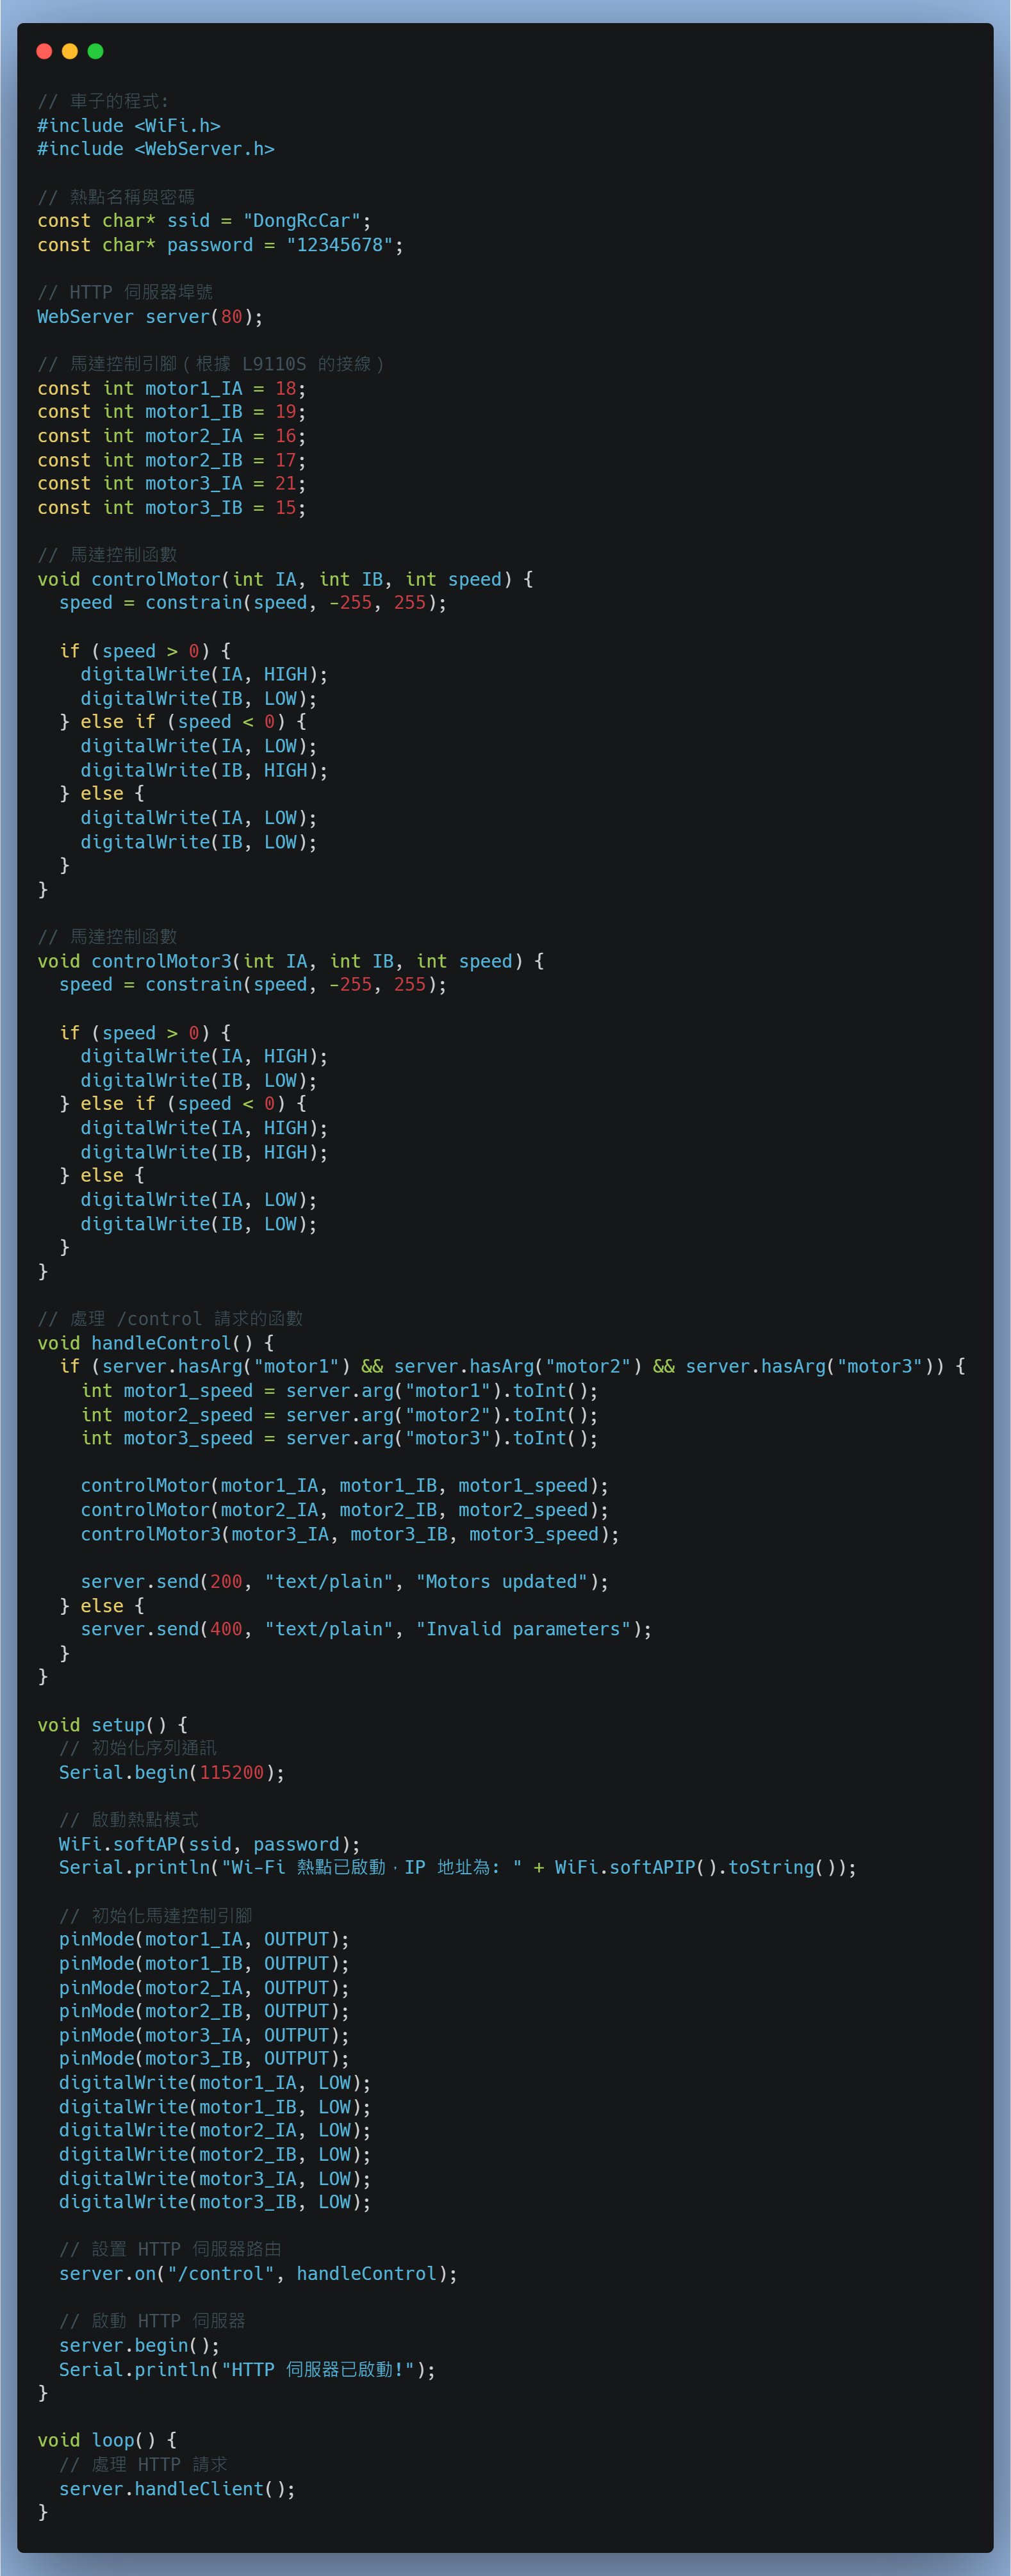 // 車子的程式:
#include <WiFi.h>
#include <WebServer.h>

// 熱點名稱與密碼
const char* ssid = "DongRcCar";
const char* password = "12345678";

// HTTP 伺服器埠號
WebServer server(80);

// 馬達控制引腳（根據 L9110S 的接線）
const int motor1_IA = 18;
const int motor1_IB = 19;
const int motor2_IA = 16;
const int motor2_IB = 17;
const int motor3_IA = 21;
const int motor3_IB = 15;

// 馬達控制函數
void controlMotor(int IA, int IB, int speed) {
  speed = constrain(speed, -255, 255);

  if (speed > 0) {
    digitalWrite(IA, HIGH);
    digitalWrite(IB, LOW);
  } else if (speed < 0) {
    digitalWrite(IA, LOW);
    digitalWrite(IB, HIGH);
  } else {
    digitalWrite(IA, LOW);
    digitalWrite(IB, LOW);
  }
}

// 馬達控制函數
void controlMotor3(int IA, int IB, int speed) {
  speed = constrain(speed, -255, 255);

  if (speed > 0) {
    digitalWrite(IA, HIGH);
    digitalWrite(IB, LOW);
  } else if (speed < 0) {
    digitalWrite(IA, HIGH);
    digitalWrite(IB, HIGH);
  } else {
    digitalWrite(IA, LOW);
    digitalWrite(IB, LOW);
  }
}

// 處理 /control 請求的函數
void handleControl() {
  if (server.hasArg("motor1") && server.hasArg("motor2") && server.hasArg("motor3")) {
    int motor1_speed = server.arg("motor1").toInt();
    int motor2_speed = server.arg("motor2").toInt();
    int motor3_speed = server.arg("motor3").toInt();

    controlMotor(motor1_IA, motor1_IB, motor1_speed);
    controlMotor(motor2_IA, motor2_IB, motor2_speed);
    controlMotor3(motor3_IA, motor3_IB, motor3_speed);

    server.send(200, "text/plain", "Motors updated");
  } else {
    server.send(400, "text/plain", "Invalid parameters");
  }
}

void setup() {
  // 初始化序列通訊
  Serial.begin(115200);

  // 啟動熱點模式
  WiFi.softAP(ssid, password);
  Serial.println("Wi-Fi 熱點已啟動，IP 地址為: " + WiFi.softAPIP().toString());

  // 初始化馬達控制引腳
  pinMode(motor1_IA, OUTPUT);
  pinMode(motor1_IB, OUTPUT);
  pinMode(motor2_IA, OUTPUT);
  pinMode(motor2_IB, OUTPUT);
  pinMode(motor3_IA, OUTPUT);
  pinMode(motor3_IB, OUTPUT);
  digitalWrite(motor1_IA, LOW);
  digitalWrite(motor1_IB, LOW);
  digitalWrite(motor2_IA, LOW);
  digitalWrite(motor2_IB, LOW);
  digitalWrite(motor3_IA, LOW);
  digitalWrite(motor3_IB, LOW);

  // 設置 HTTP 伺服器路由
  server.on("/control", handleControl);

  // 啟動 HTTP 伺服器
  server.begin();
  Serial.println("HTTP 伺服器已啟動!");
}

void loop() {
  // 處理 HTTP 請求
  server.handleClient();
}